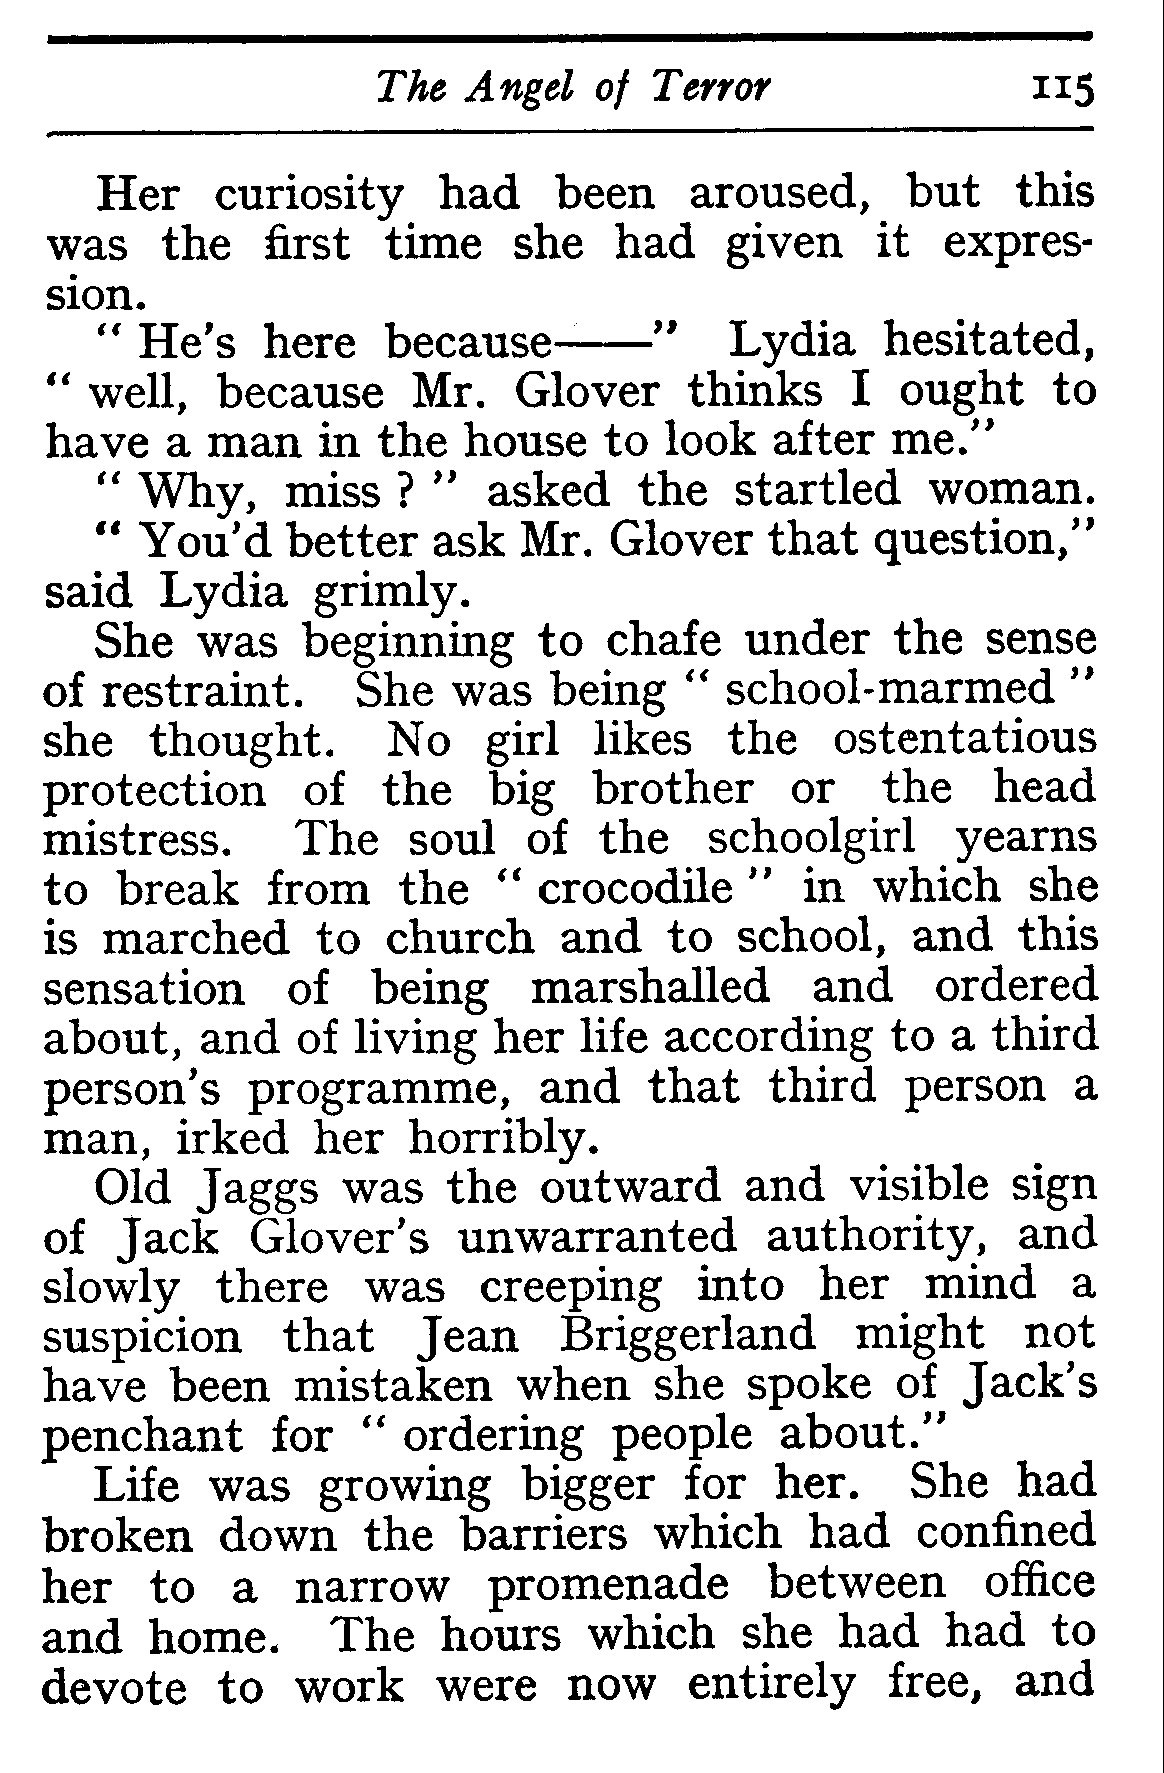 The Angel of Terror 115
Her curiosity had been aroused, but this
was the first time she had given it expres-
sion.
“ He’s here because——” Lydia hesitated,
“ well, because Mr. Glover thinks I ought to
have a man in the house to look after me.”
“ Why, miss ? ” asked the startled woman.
“ You’d better ask Mr. Glover that question,”
said Lydia grimly.
She was beginning to chafe under the sense
of restraint. She was being “ school-marmed ”
she thought. No girl likes the ostentatious
protection of the big brother or the head
mistress. The soul of the schoolgirl yearns
to break from the “ crocodile ” in which she
is marched to church and to school, and this
sensation of being marshalled and ordered
about, and of living her life according to a third
person’s programme, and that third person a
man, irked her horribly.
Old Jaggs was the outward and visible sign
of Jack Glover’s unwarranted authority, and
slowly there was creeping into her mind a
suspicion that Jean Briggerland might not
have been mistaken when she spoke of Jack’s
penchant for “ ordering people about.”
Life was growing bigger for her. She had
broken down the barriers which had confined
her to a narrow promenade between office
and home. The hours which she had had to
devote to work were now entirely free, and